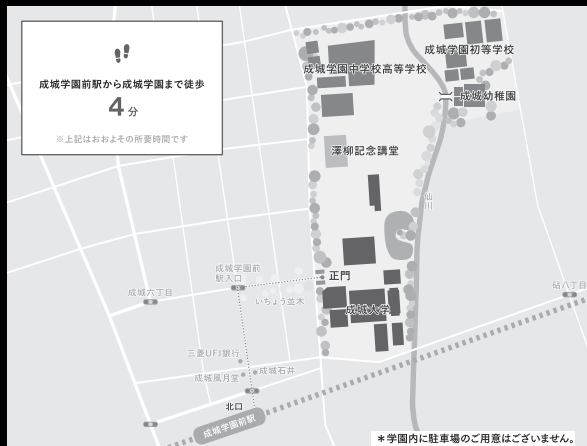 成城学園前駅から成城学園まで徒歩
4分
※上記はおおよその所要時間です
成城学園初等学校
成城学園中学校高等学校
成城幼稚園
澤柳記念講堂
仙川
成城学園前
駅入口
正門
砧八丁目
成城六丁目
いちょう並木
成城大学
三菱UFJ銀行
成城石井
成城風月堂
北口
成城学園前駅
＊学園内に駐車場のご用意はございません。